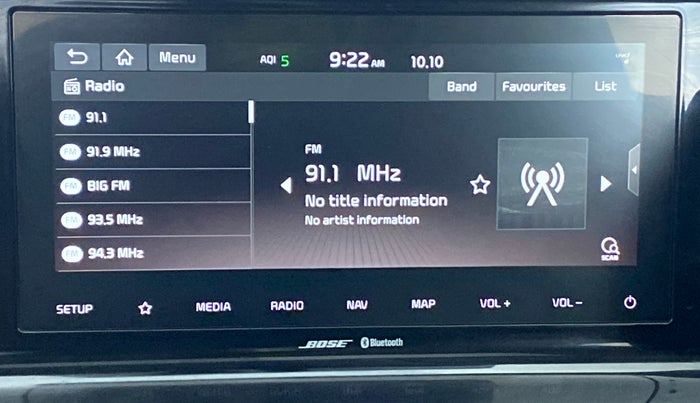 Menu AQI 5 9:22 AM 10.10
Radio Band Favourites List
FM 91.1
FM 91.9 MHz
FM BIG FM
FM 93.5 MHz
FM 94.3 MHz
FM
91.1 MHz
No title information
No artist information
SCAN
SETUP MEDIA RADIO NAV MAP VOL + VOL -
BOSE Bluetooth